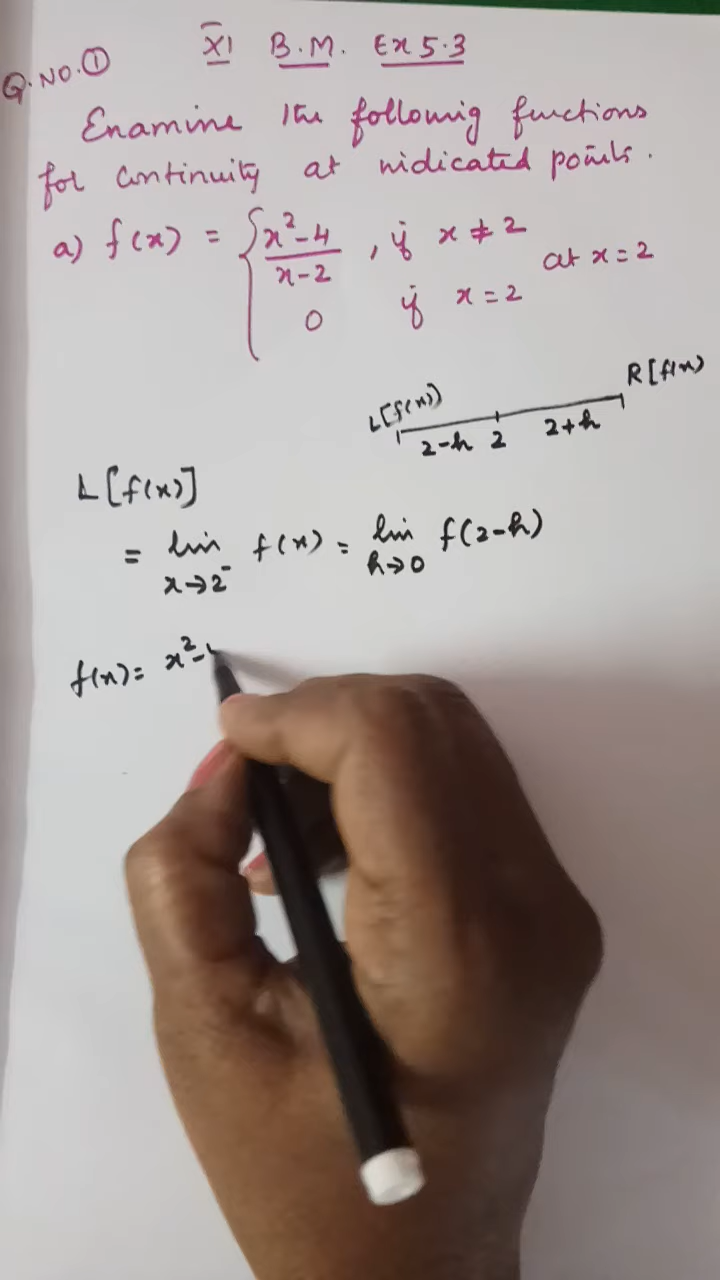 XI B.M. Ex 5.3
Q.NO.①
Examine the following functions
for continuity at indicated points.
a) f(x) = { x²-4 / x-2 , if x ≠ 2
0 if x = 2
at x = 2
L[f(x)] R[f(x)
2-h 2 2+h
L[f(x)]
= lim x→2⁻ f(x) = lim h→0 f(2-h)
f(x) = x²-4